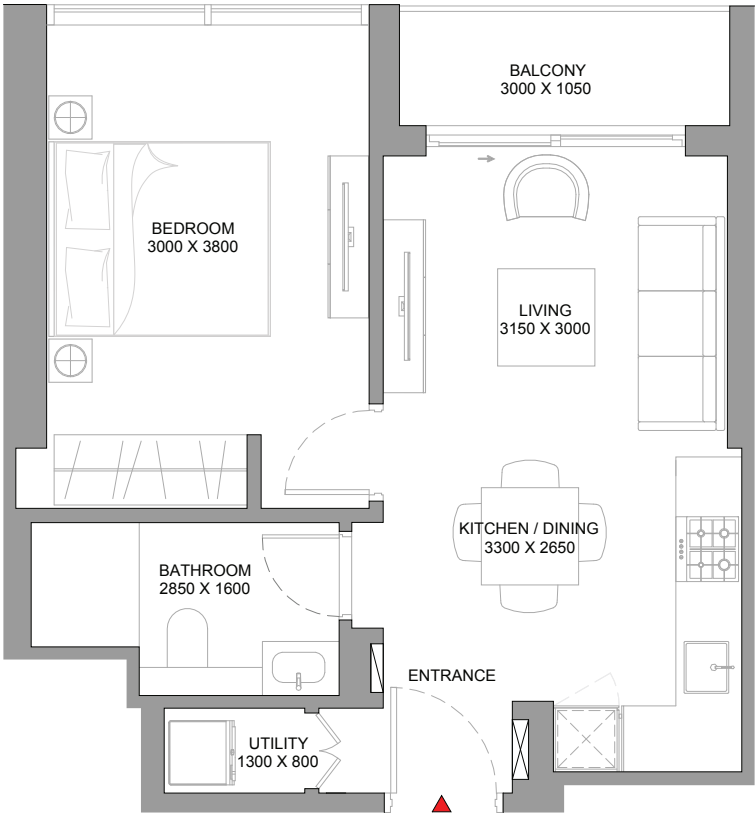 BALCONY
3000 X 1050
BEDROOM
3000 X 3800
LIVING
3150 X 3000
KITCHEN / DINING
3300 X 2650
BATHROOM
2850 X 1600
ENTRANCE
UTILITY
1300 X 800